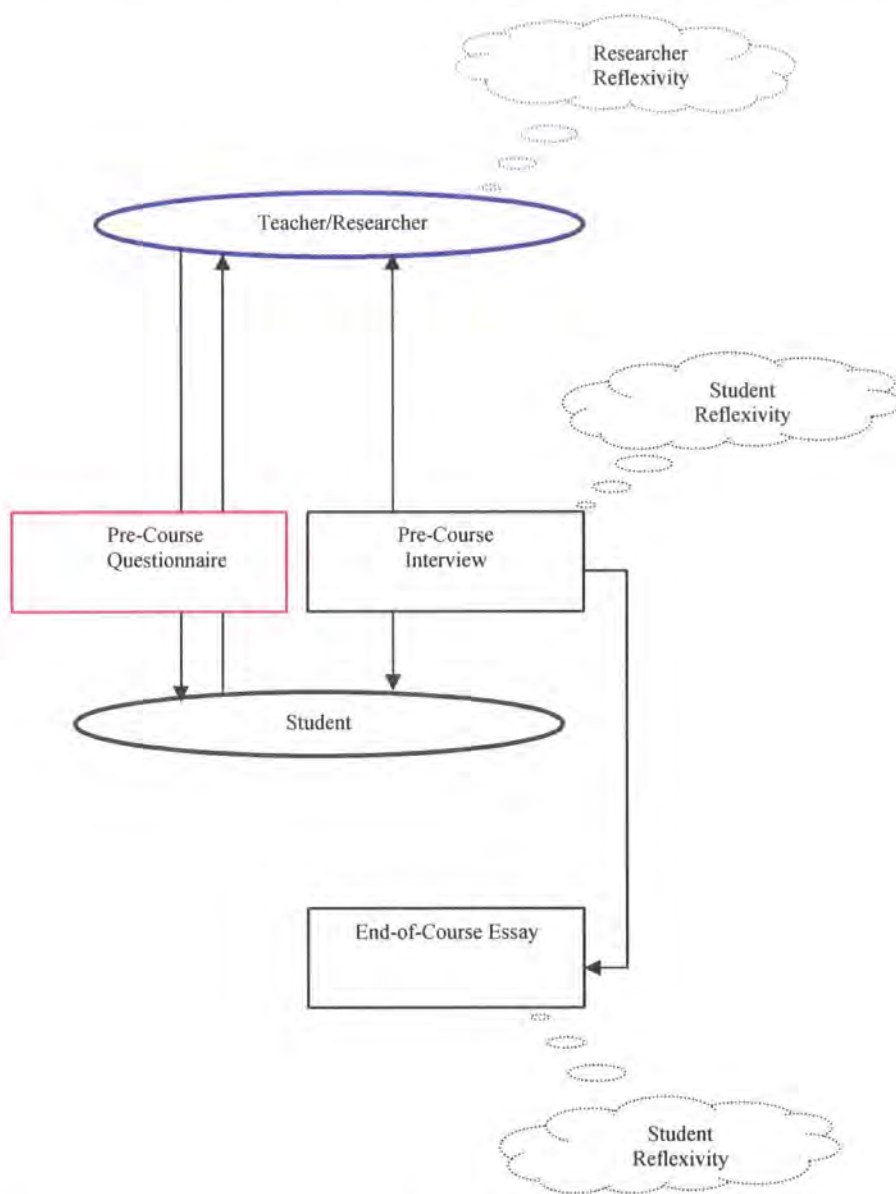 Researcher
Reflexivity
Teacher/Researcher
Student
Reflexivity
Pre-Course
Questionnaire
Pre-Course
Interview
Student
End-of-Course Essay
Student
Reflexivity